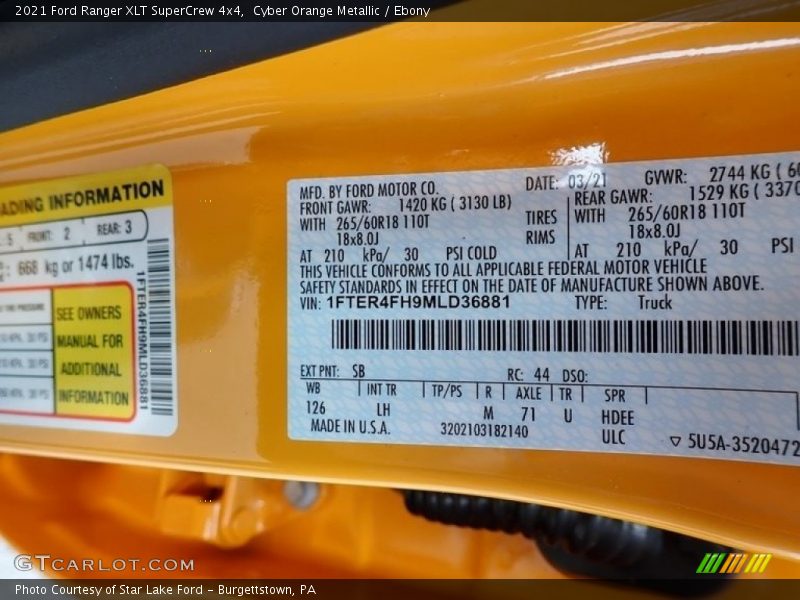 2021 Ford Ranger XLT SuperCrew 4x4,  Cyber Orange Metallic / Ebony
ADING INFORMATION
: 5 FRONT: 2 REAR: 3
668 kg or 1474 lbs.
SEE OWNERS
MANUAL FOR
ADDITIONAL
INFORMATION
1FTER4FH9MLD36881
MFD. BY FORD MOTOR CO. DATE: 03/21 GVWR: 2744 KG ( 60
FRONT GAWR: 1420 KG ( 3130 LB) REAR GAWR: 1529 KG ( 337
WITH 265/60R18 110T TIRES WITH 265/60R18 110T
18x8.0J RIMS 18x8.0J
AT 210 kPa/ 30 PSI COLD AT 210 kPa/ 30 PSI
THIS VEHICLE CONFORMS TO ALL APPLICABLE FEDERAL MOTOR VEHICLE
SAFETY STANDARDS IN EFFECT ON THE DATE OF MANUFACTURE SHOWN ABOVE.
VIN: 1FTER4FH9MLD36881 TYPE: Truck
EXT PNT: SB RC: 44 DSO:
WB INT TR TP/PS R AXLE TR SPR
126 LH M 71 U HDEE
MADE IN U.S.A. 3202103182140 ULC ▽ 5U5A-3520472
GTCARLOT.COM
Photo Courtesy of Star Lake Ford - Burgettstown, PA